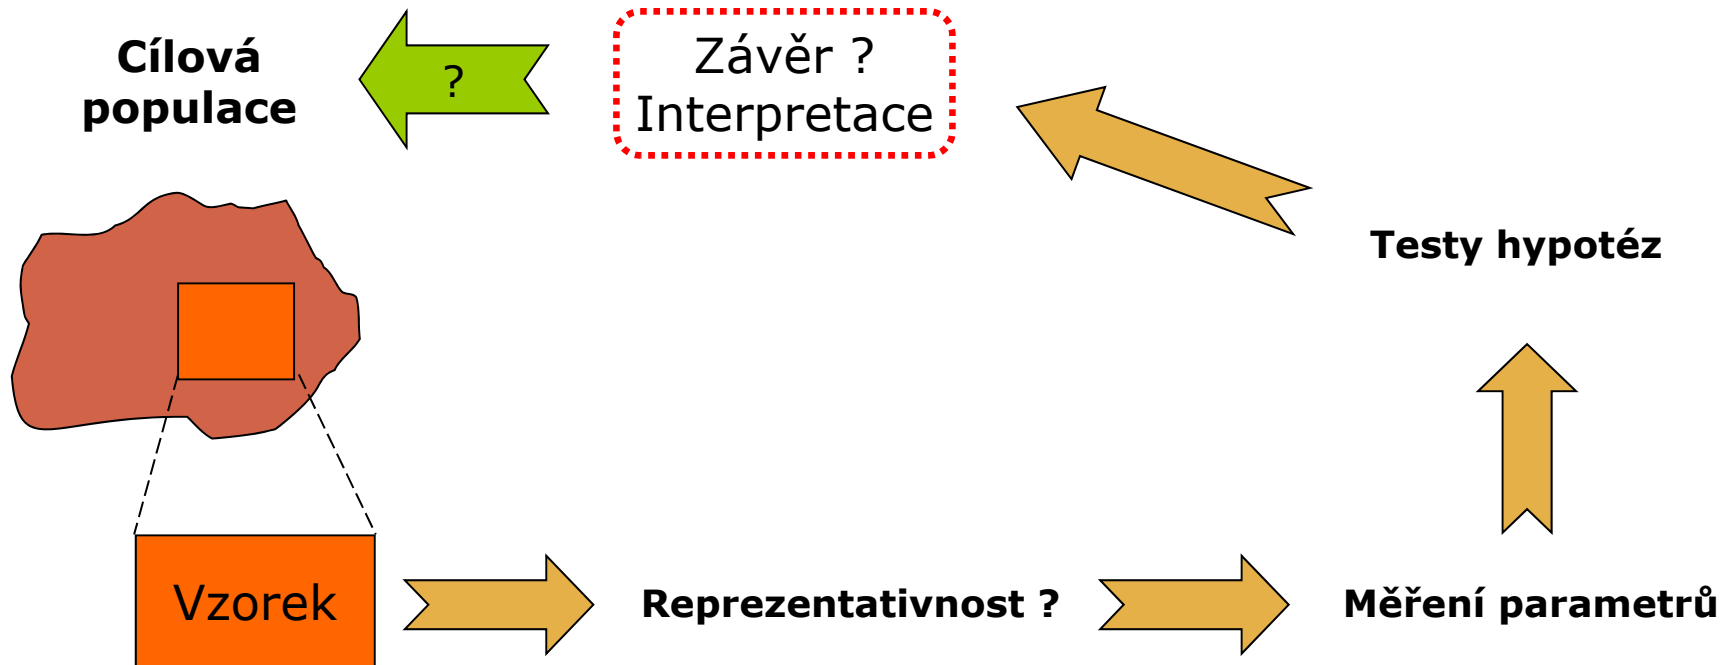 Cílová
populace
?
Závěr ?
Interpretace
Testy hypotéz
Vzorek
Reprezentativnost ?
Měření parametrů